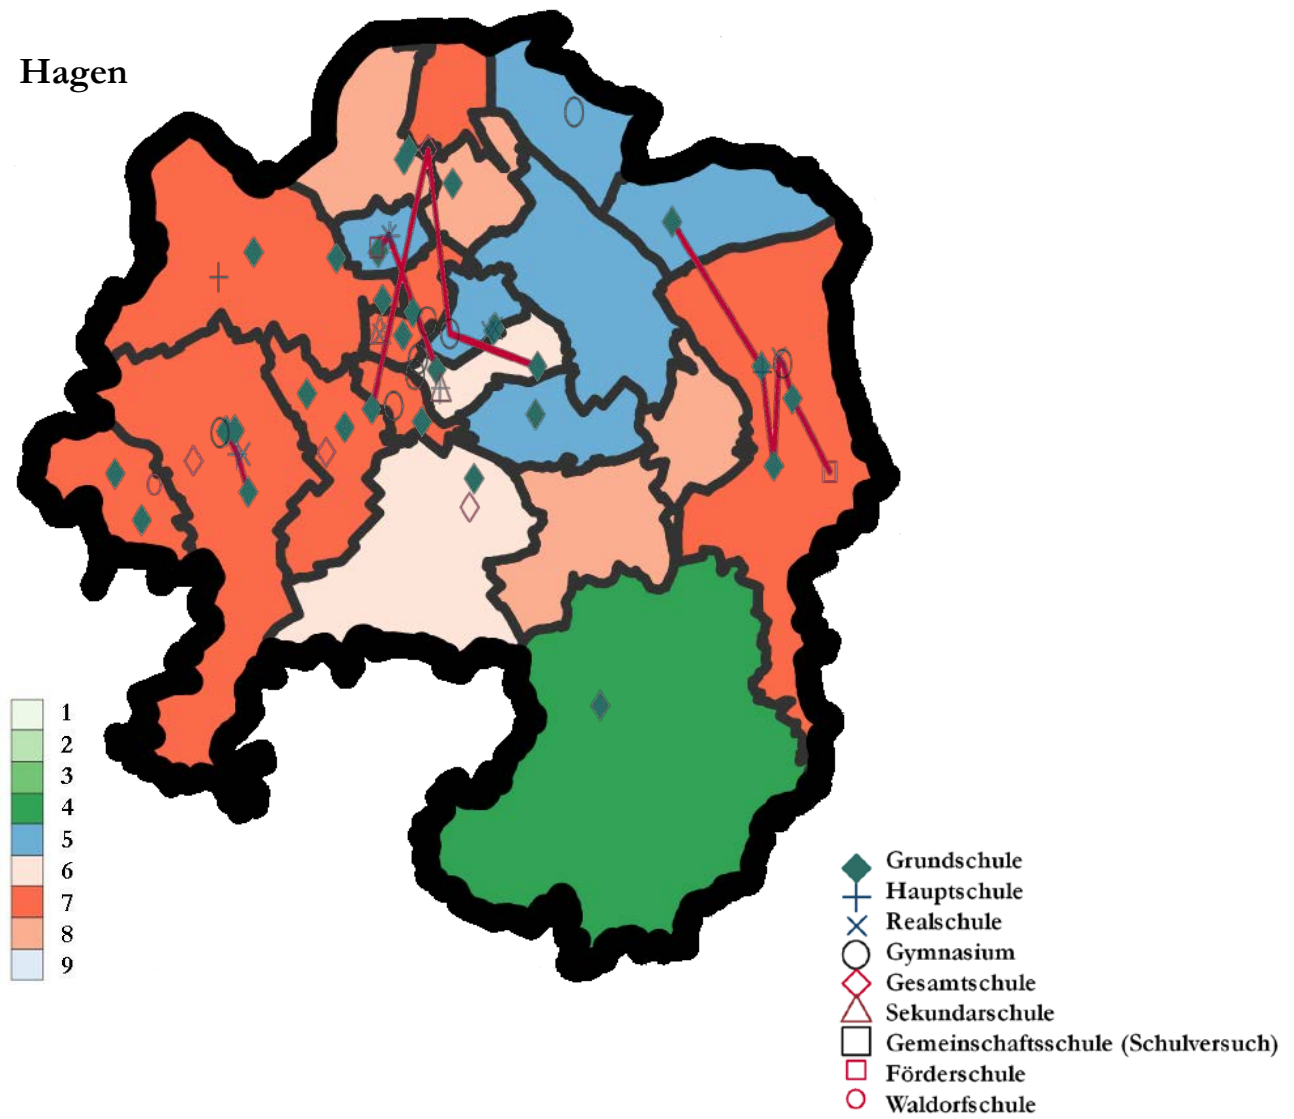 Hagen
1
2
3
4
5
6
7
8
9
Grundschule
Hauptschule
Realschule
Gymnasium
Gesamtschule
Sekundarschule
Gemeinschaftsschule (Schulversuch)
Förderschule
Waldorfschule